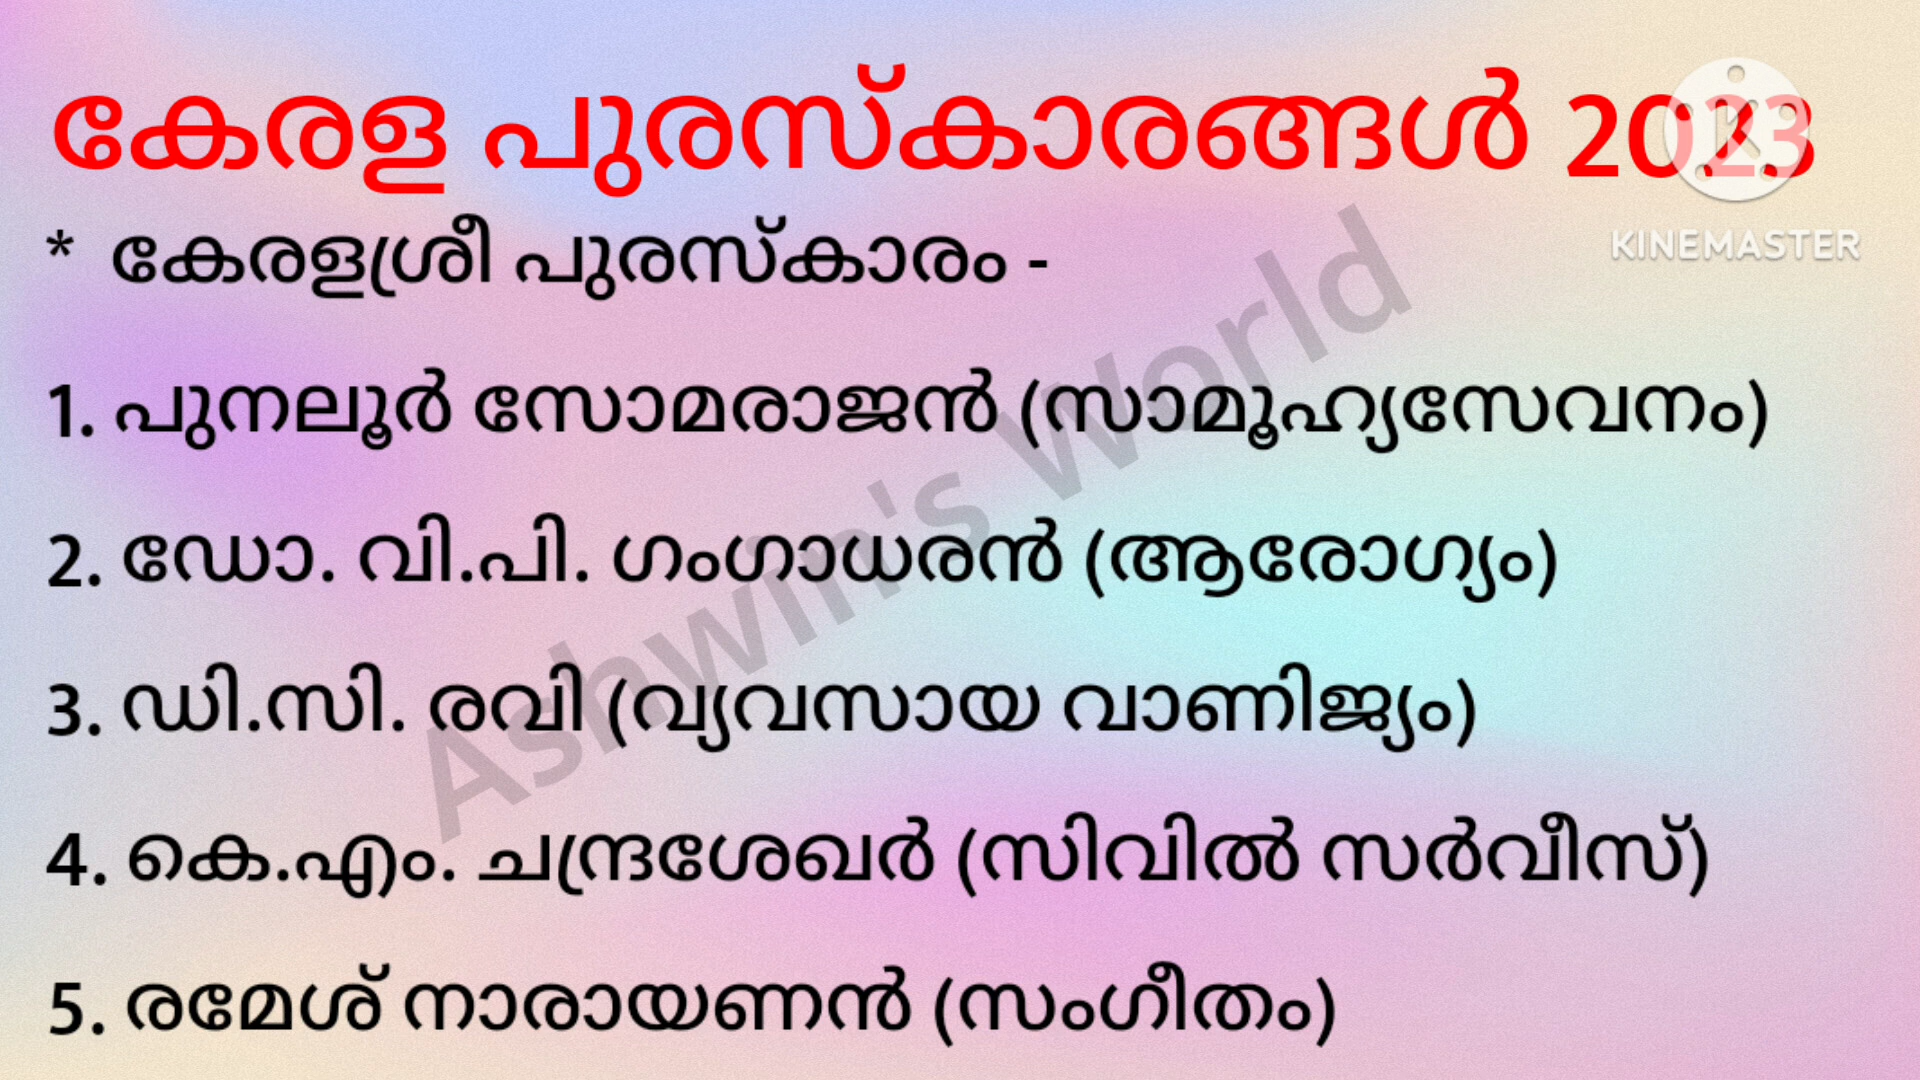 കേരള പുരസ്കാരങ്ങൾ 2023
KINEMASTER
* കേരളശ്രീ പുരസ്കാരം -
1. പുനലൂർ സോമരാജൻ (സാമൂഹ്യസേവനം)
2. ഡോ. വി.പി. ഗംഗാധരൻ (ആരോഗ്യം)
3. ഡി.സി. രവി (വ്യവസായ വാണിജ്യം)
4. കെ.എം. ചന്ദ്രശേഖർ (സിവിൽ സർവീസ്)
5. രമേശ് നാരായണൻ (സംഗീതം)
Ashwin's World